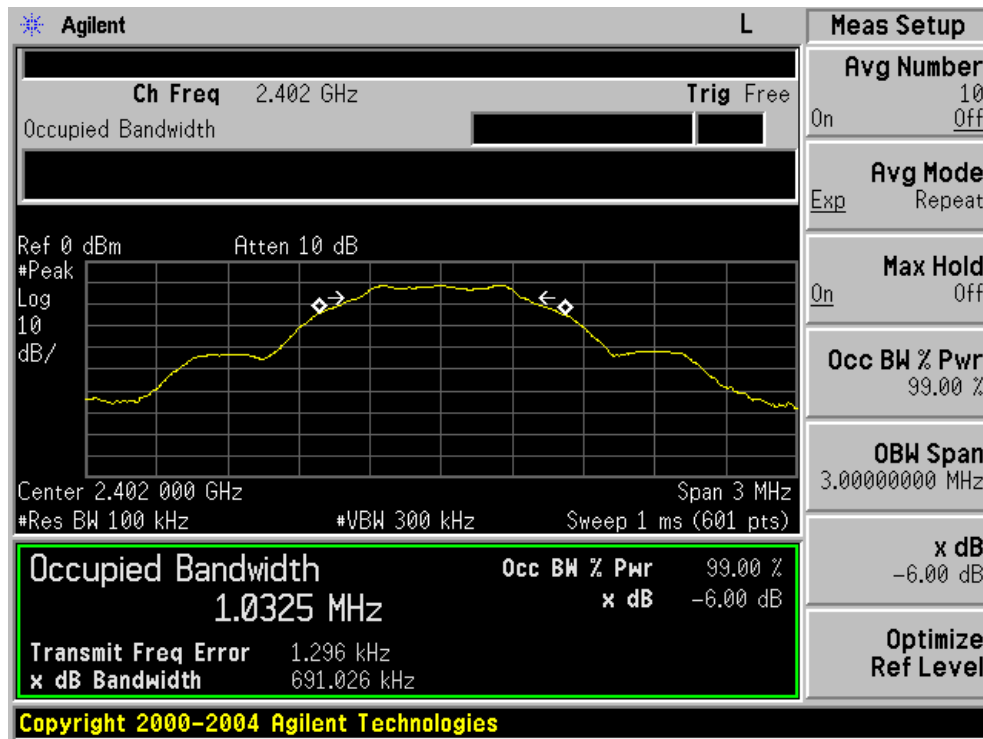 Agilent L Meas Setup
Ch Freq 2.402 GHz Trig Free
Occupied Bandwidth
Ref 0 dBm Atten 10 dB
#Peak
Log
10
dB/
Center 2.402 000 GHz Span 3 MHz
#Res BW 100 kHz #VBW 300 kHz Sweep 1 ms (601 pts)
Occupied Bandwidth Occ BW % Pwr 99.00 %
1.0325 MHz x dB -6.00 dB
Transmit Freq Error 1.296 kHz
x dB Bandwidth 691.026 kHz
Avg Number
10
On Off
Avg Mode
Exp Repeat
Max Hold
On Off
Occ BW % Pwr
99.00 %
OBW Span
3.00000000 MHz
x dB
-6.00 dB
Optimize
Ref Level
Copyright 2000-2004 Agilent Technologies